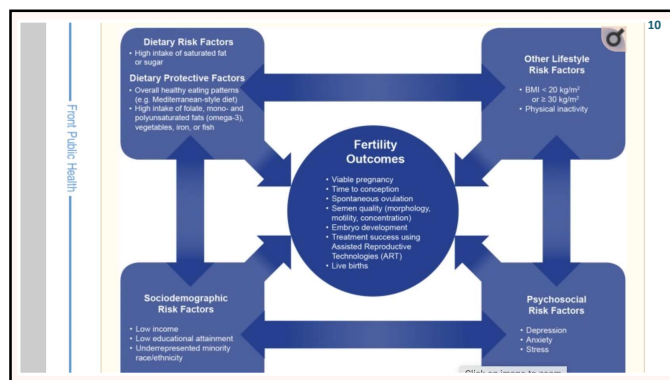 10
Front Public Health
Dietary Risk Factors
• High intake of saturated fat
or sugar
Dietary Protective Factors
• Overall healthy eating patterns
(e.g. Mediterranean-style diet)
• High intake of folate, mono- and
polyunsaturated fats (omega-3),
vegetables, iron, or fish
Other Lifestyle
Risk Factors
• BMI < 20 kg/m²
or ≥ 30 kg/m²
• Physical inactivity
Fertility
Outcomes
• Viable pregnancy
• Time to conception
• Spontaneous ovulation
• Semen quality (morphology,
motility, concentration)
• Embryo development
• Treatment success using
Assisted Reproductive
Technologies (ART)
• Live births
Sociodemographic
Risk Factors
• Low income
• Low educational attainment
• Underrepresented minority
race/ethnicity
Psychosocial
Risk Factors
• Depression
• Anxiety
• Stress
Click on image to zoom